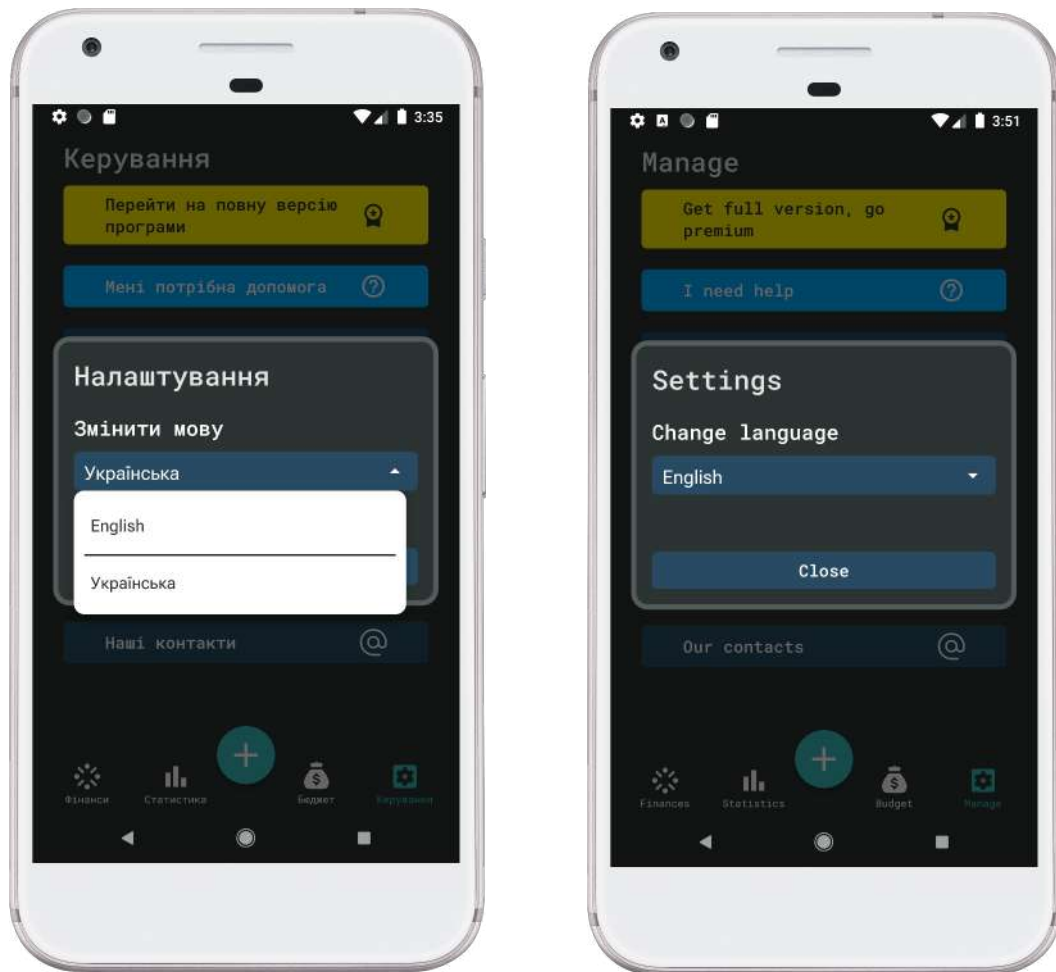 3:35
Керування
Перейти на повну версію
програми
Мені потрібна допомога
Налаштування
Змінити мову
Українська
English
Українська
Наші контакти
Фінанси
Статистика
Бюджет
Керування
3:51
Manage
Get full version, go
premium
I need help
Settings
Change language
English
Close
Our contacts
Finances
Statistics
Budget
Manage